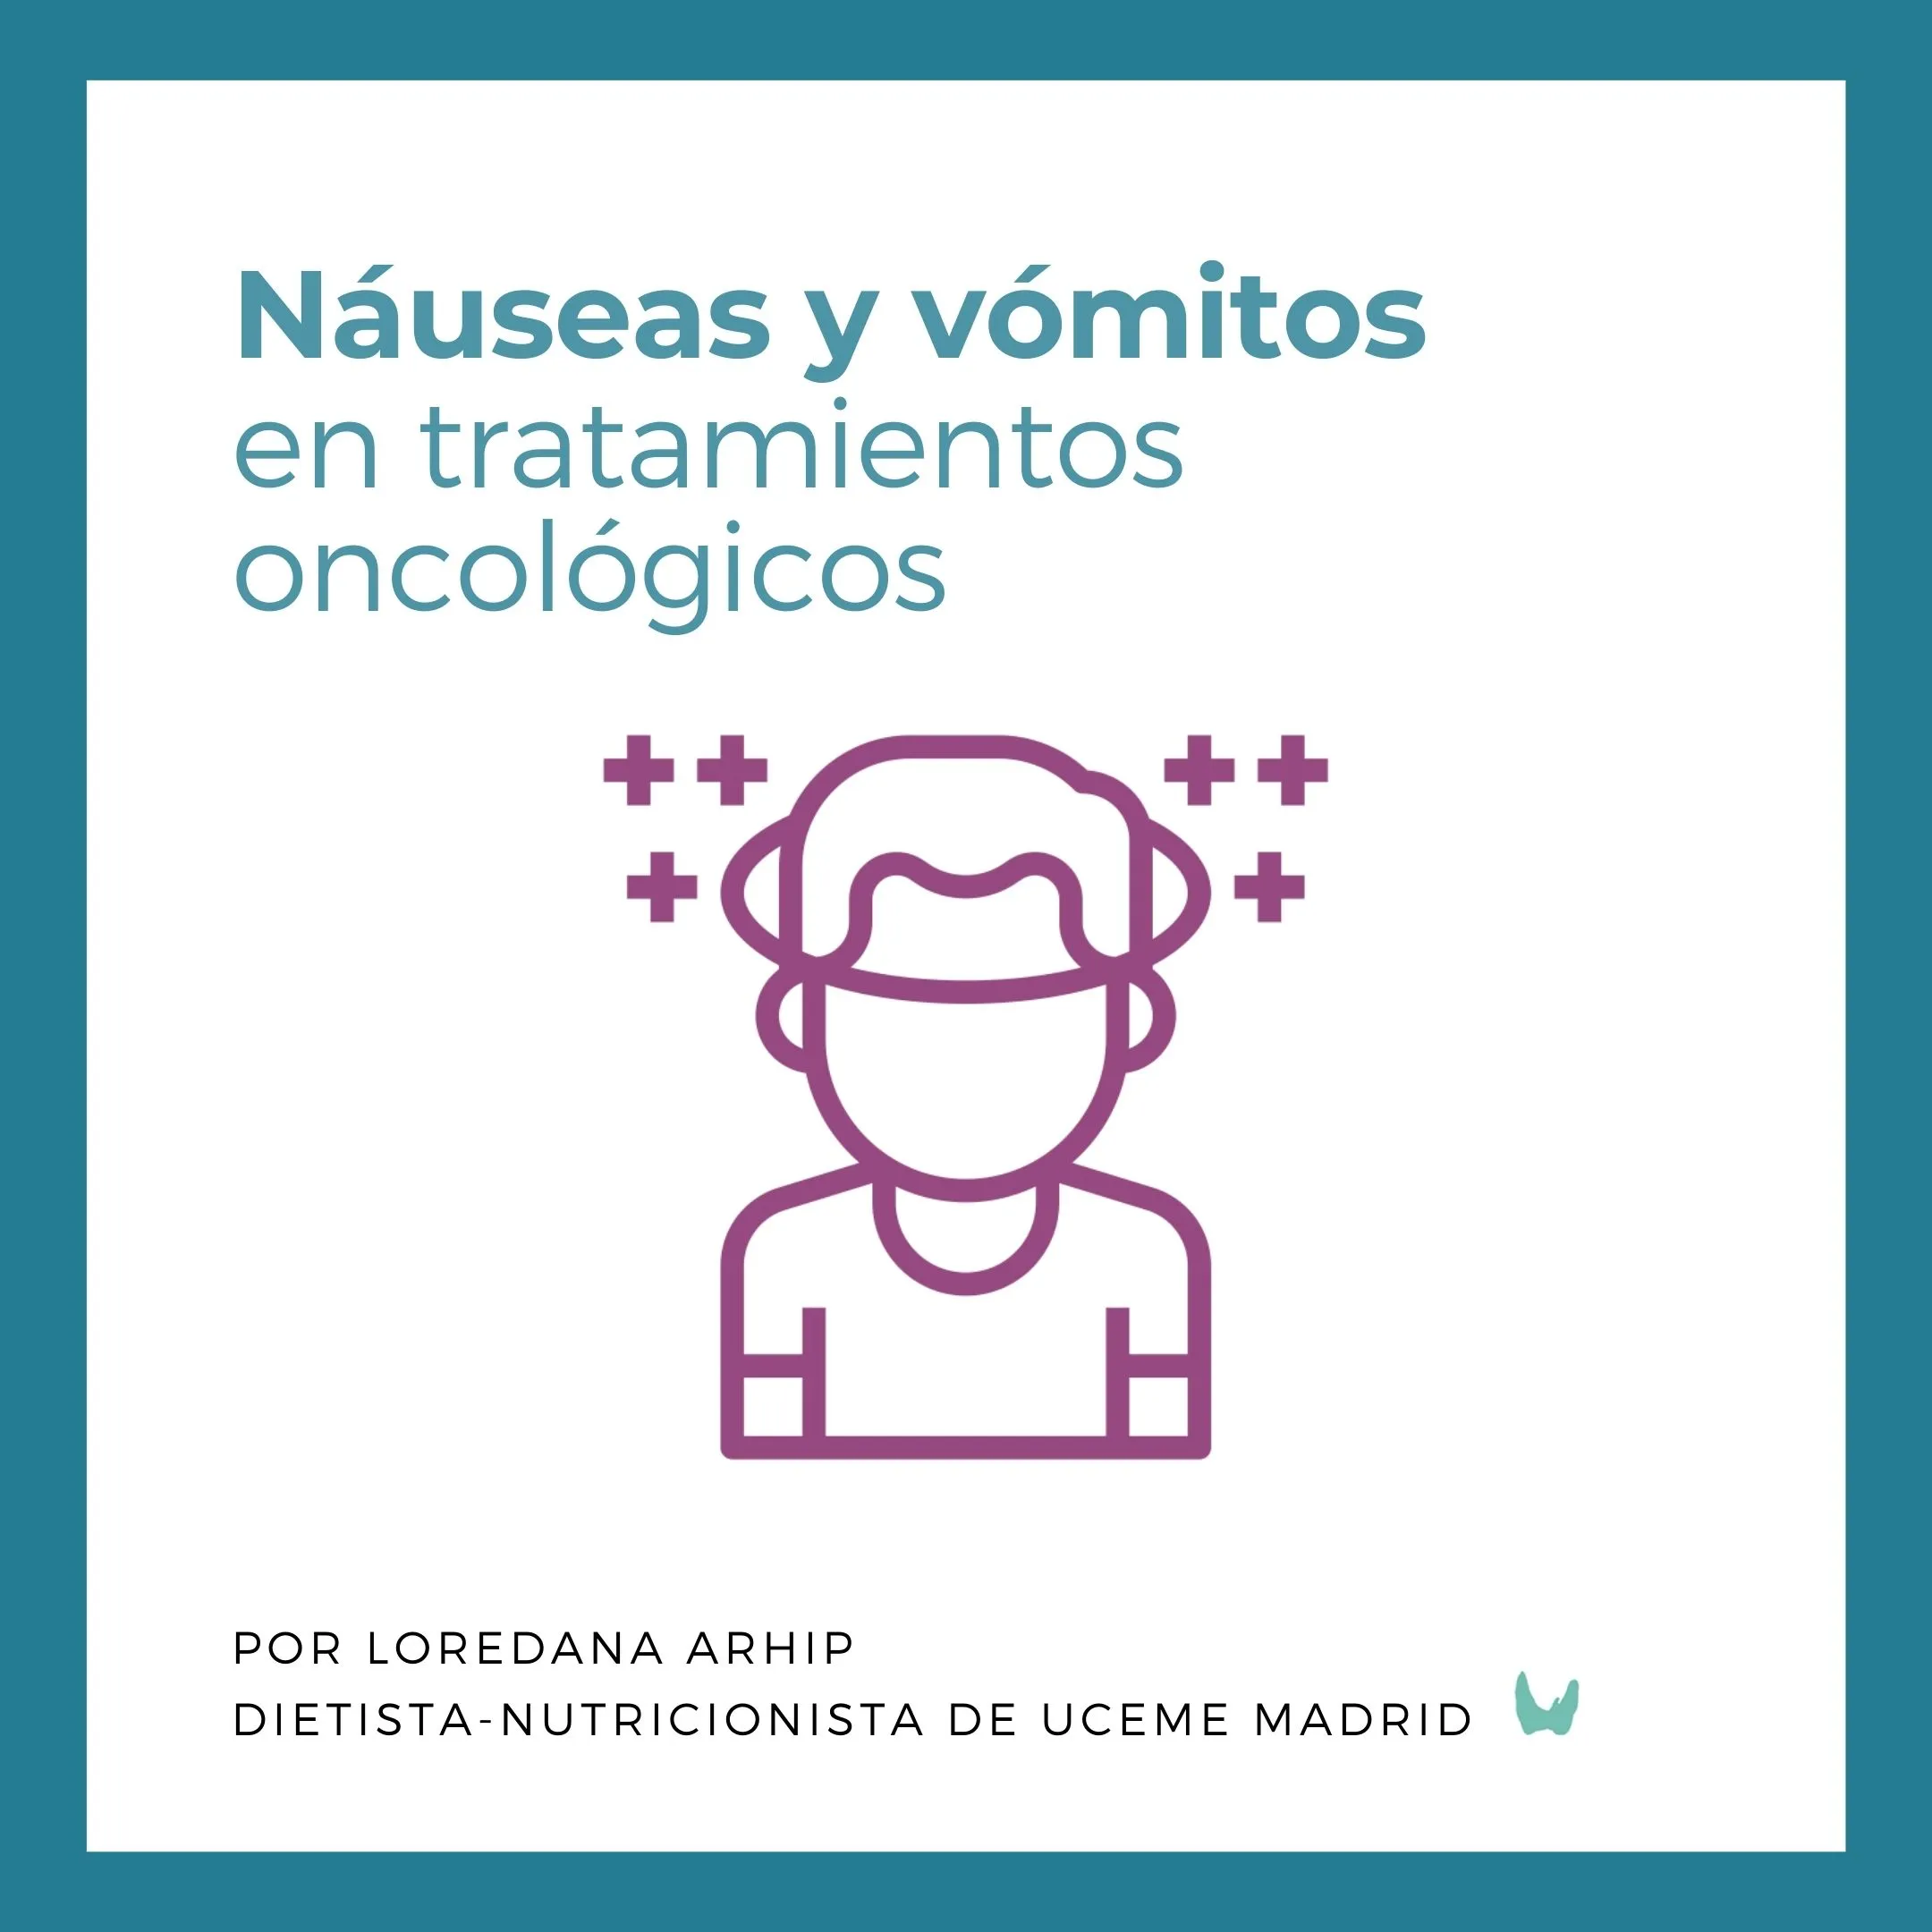 Náuseas y vómitos
en tratamientos
oncológicos
POR LOREDANA ARHIP
DIETISTA-NUTRICIONISTA DE UCEME MADRID